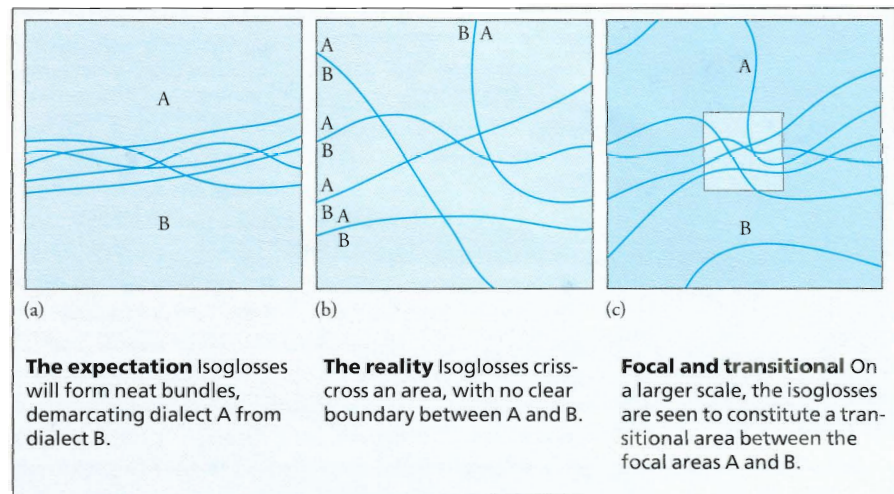 A
B
(a)
A
B
A
B
A
B
A
B
B A
(b)
A
B
(c)
The expectation Isoglosses
will form neat bundles,
demarcating dialect A from
dialect B.
The reality Isoglosses criss-
cross an area, with no clear
boundary between A and B.
Focal and transitional On
a larger scale, the isoglosses
are seen to constitute a tran-
sitional area between the
focal areas A and B.